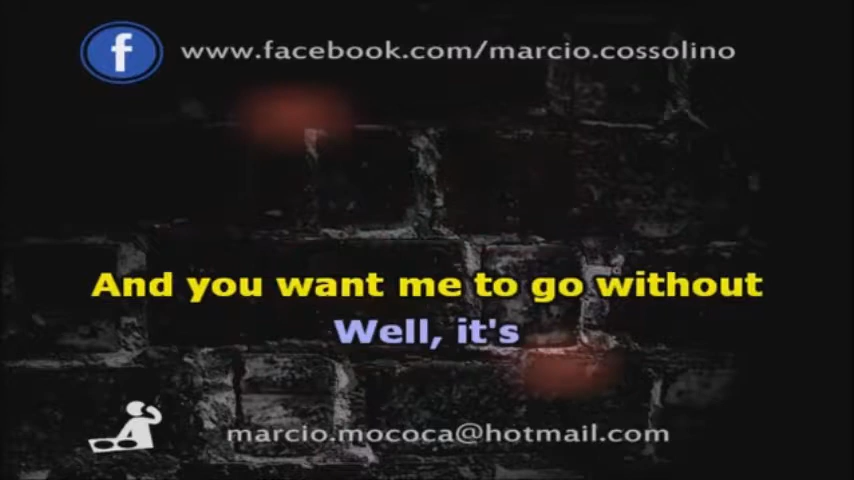 f www.facebook.com/marcio.cossolino
And you want me to go without
Well, it's
marcio.mococa@hotmail.com